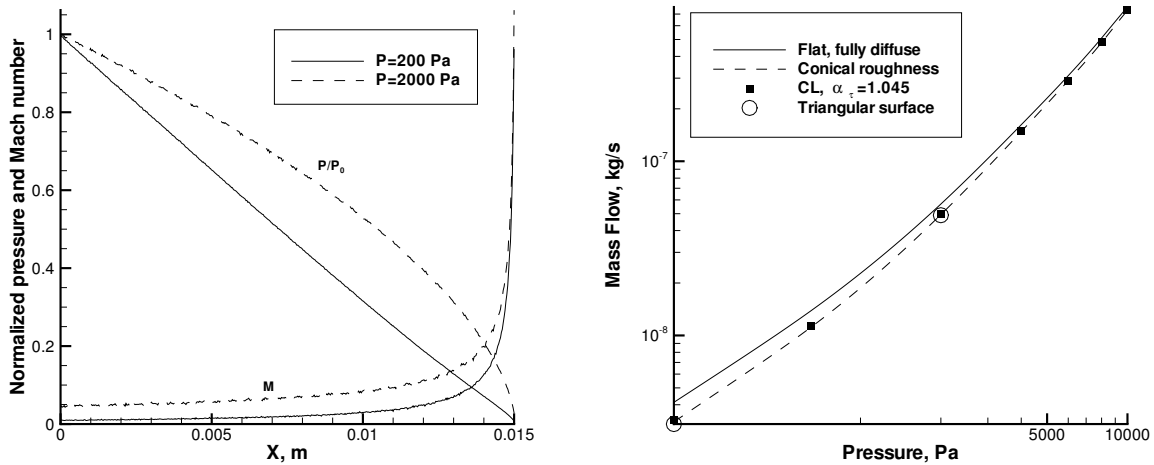 Normalized pressure and Mach number
1
0.8
0.6
0.4
0.2
0
P=200 Pa
P=2000 Pa
P/P0
M
0
0.005
0.01
0.015
X, m
Mass Flow, kg/s
10-7
10-8
Flat, fully diffuse
Conical roughness
CL, α τ=1.045
Triangular surface
5000
10000
Pressure, Pa